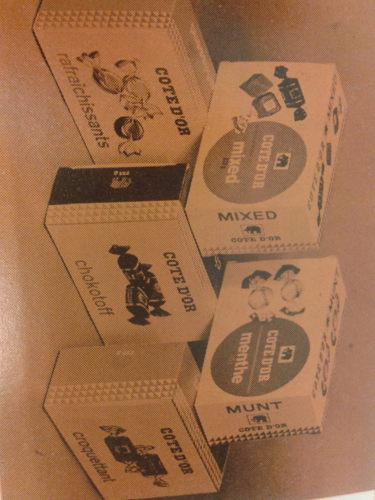 COTE D'OR
rafraîchissants
COTE D'OR
mixed
MIXED
COTE D'OR
COTE D'OR
chokotoff
COTE D'OR
menthe
MUNT
COTE D'OR
COTE D'OR
croquettant